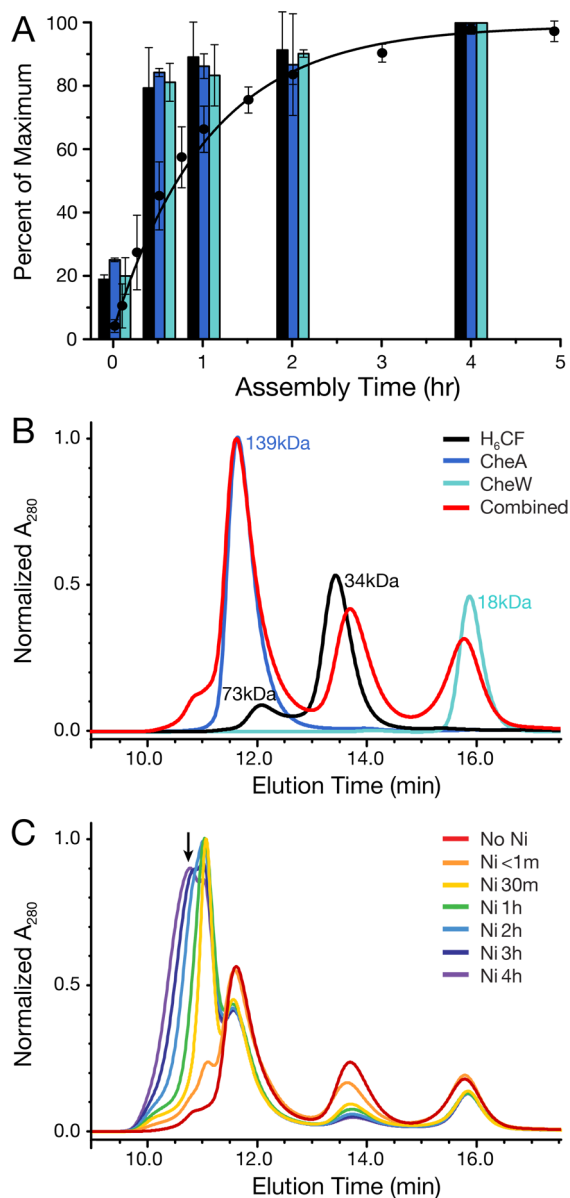 A
100
80
60
40
20
0
Percent of Maximum
0 1 2 3 4 5
Assembly Time (hr)
B
1.0
0.5
0.0
Normalized A280
139kDa
73kDa
34kDa
18kDa
H6CF
CheA
CheW
Combined
10.0 12.0 14.0 16.0
Elution Time (min)
C
1.0
0.5
0.0
Normalized A280
No Ni
Ni <1m
Ni 30m
Ni 1h
Ni 2h
Ni 3h
Ni 4h
10.0 12.0 14.0 16.0
Elution Time (min)